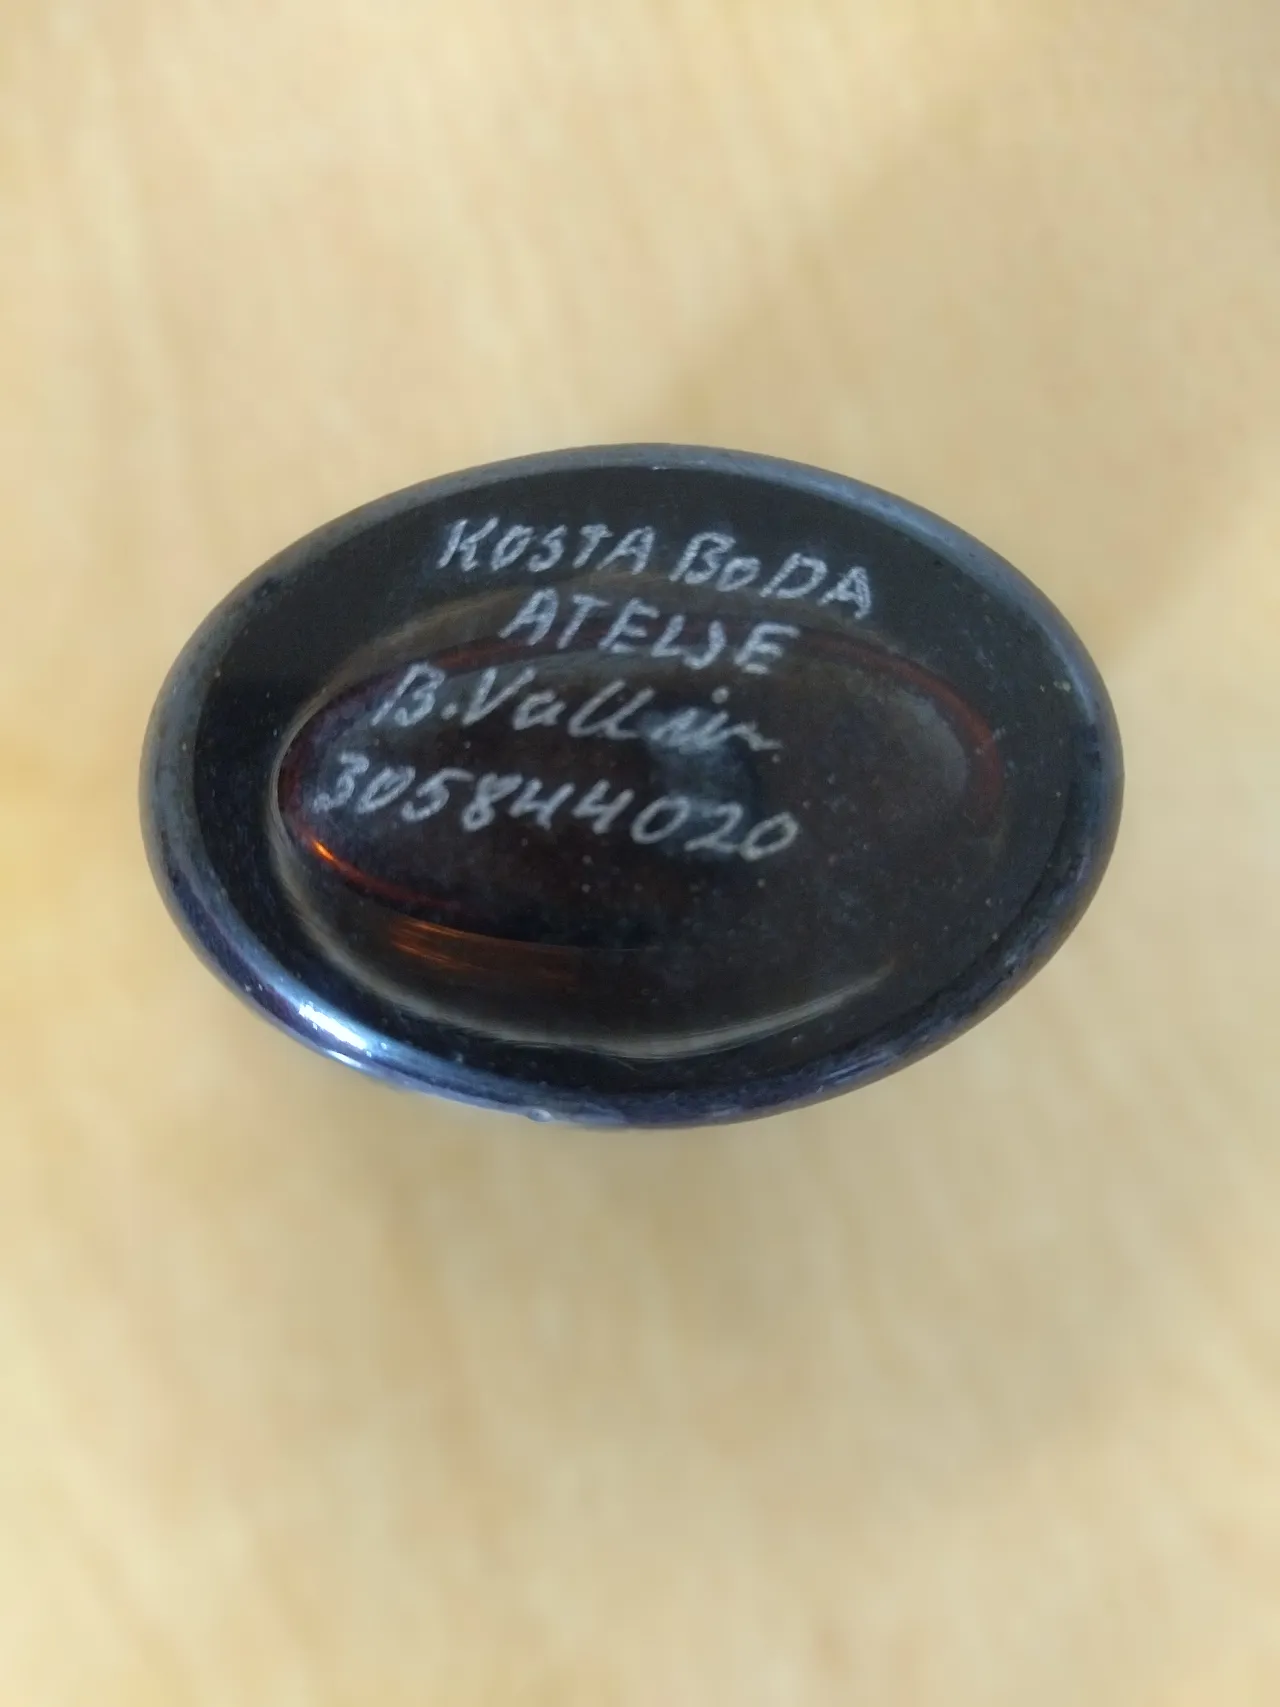 KOSTA BODA
ATELJE
B. Vallien
305844020